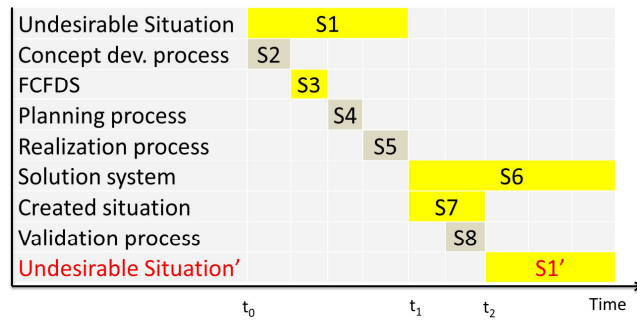 Undesirable Situation S1
Concept dev. process S2
FCFDS S3
Planning process S4
Realization process S5
Solution system S6
Created situation S7
Validation process S8
Undesirable Situation’ S1’
t0 t1 t2 Time